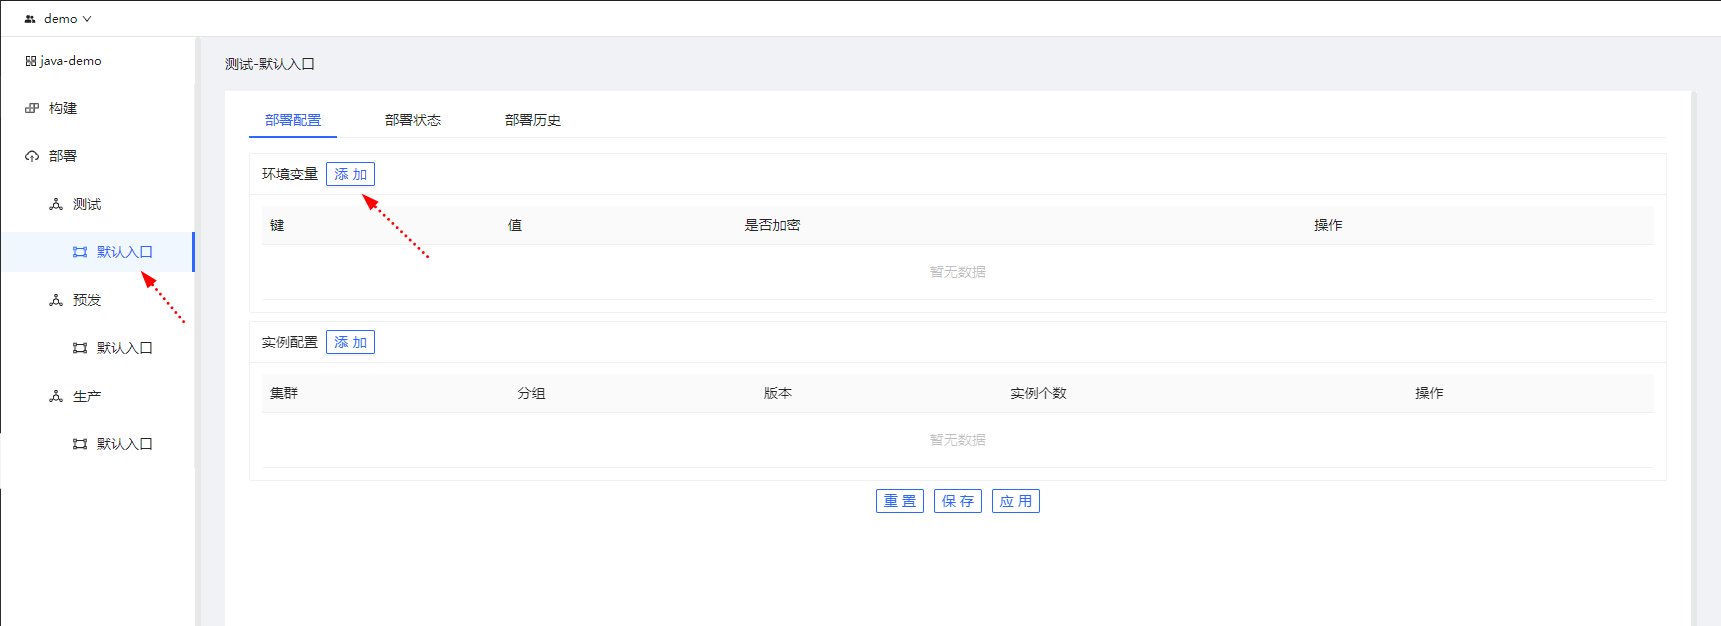 demo
java-demo
构建
部署
测试
默认入口
预发
默认入口
生产
默认入口
测试-默认入口
部署配置 部署状态 部署历史
环境变量 添 加
键 值 是否加密 操作
暂无数据
实例配置 添 加
集群 分组 版本 实例个数 操作
暂无数据
重 置 保 存 应 用